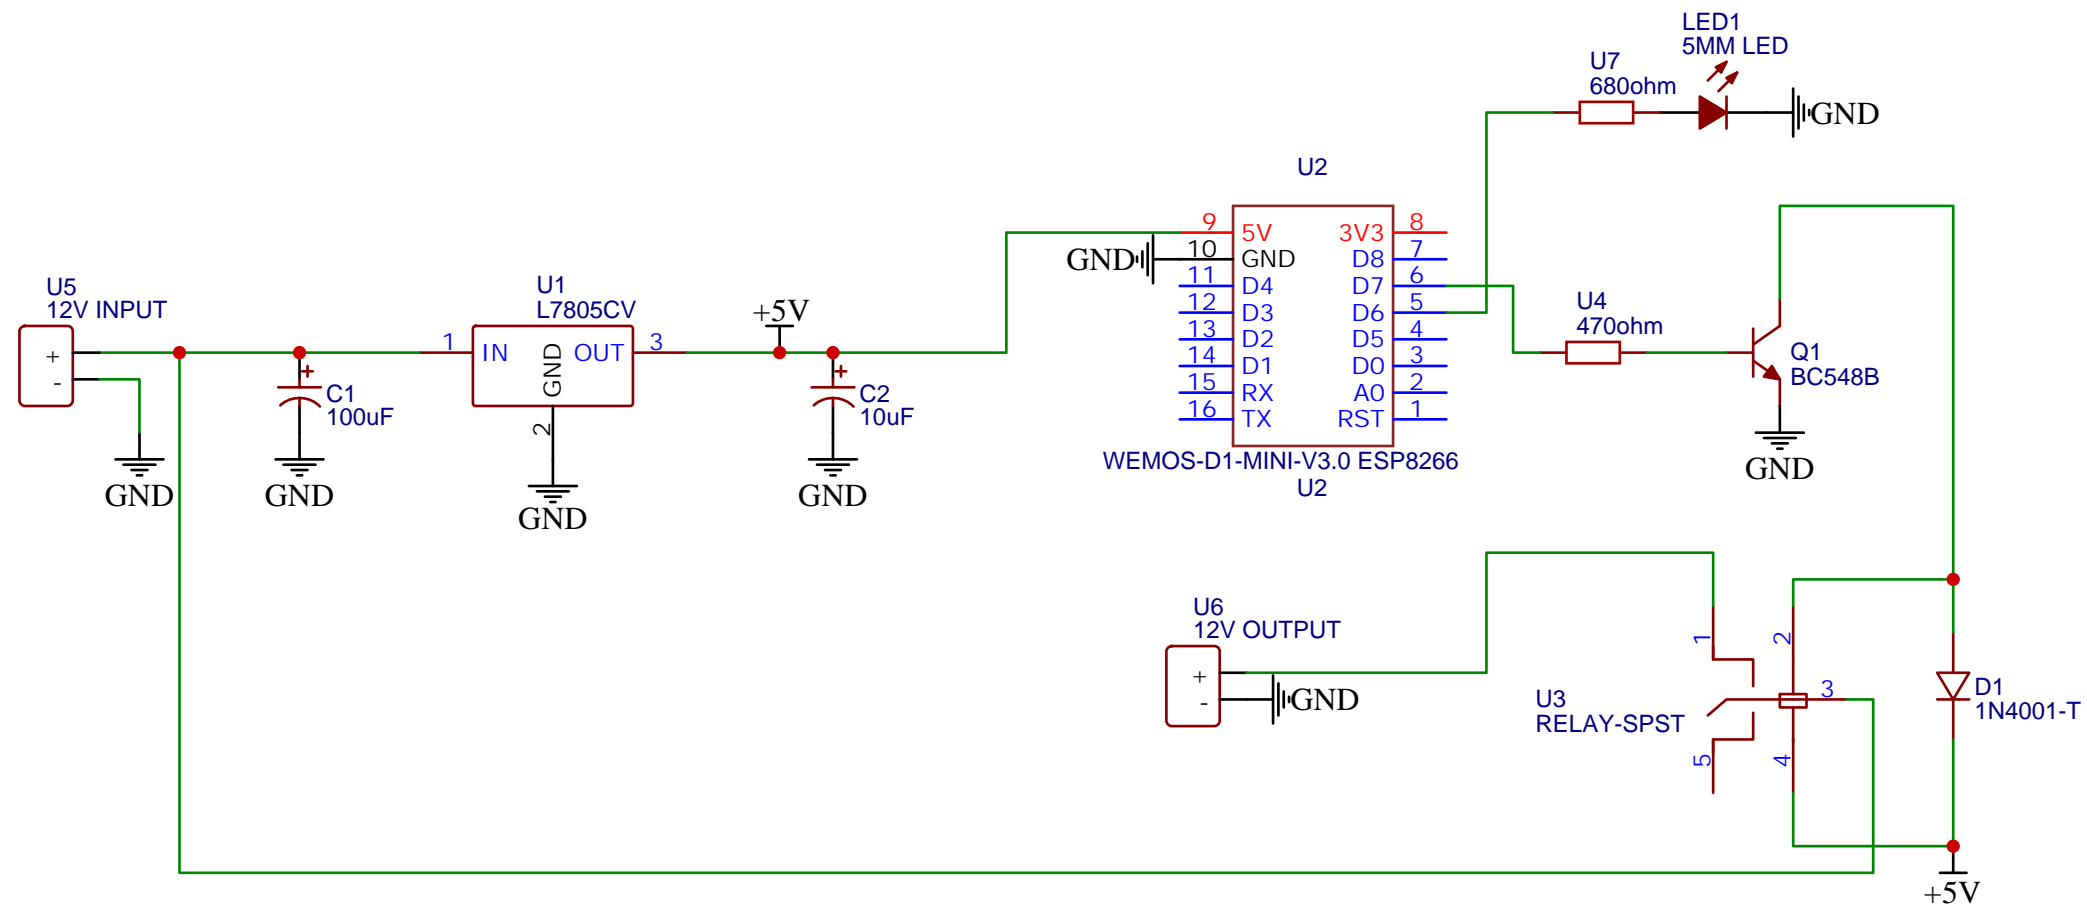 LED1
5MM LED
U7
680ohm
GND
U2
9
5V
3V3
8
GND
10
GND
D8
7
11
D4
D7
6
12
D3
D6
5
13
D2
D5
4
14
D1
D0
3
15
RX
A0
2
16
TX
RST
1
WEMOS-D1-MINI-V3.0 ESP8266
U2
U4
470ohm
Q1
BC548B
GND
U5
12V INPUT
+
-
GND
C1
100uF
+
GND
U1
L7805CV
1
IN
GND
OUT
3
2
GND
+5V
+
C2
10uF
GND
U6
12V OUTPUT
+
-
GND
1
2
3
U3
RELAY-SPST
5
4
D1
1N4001-T
+5V